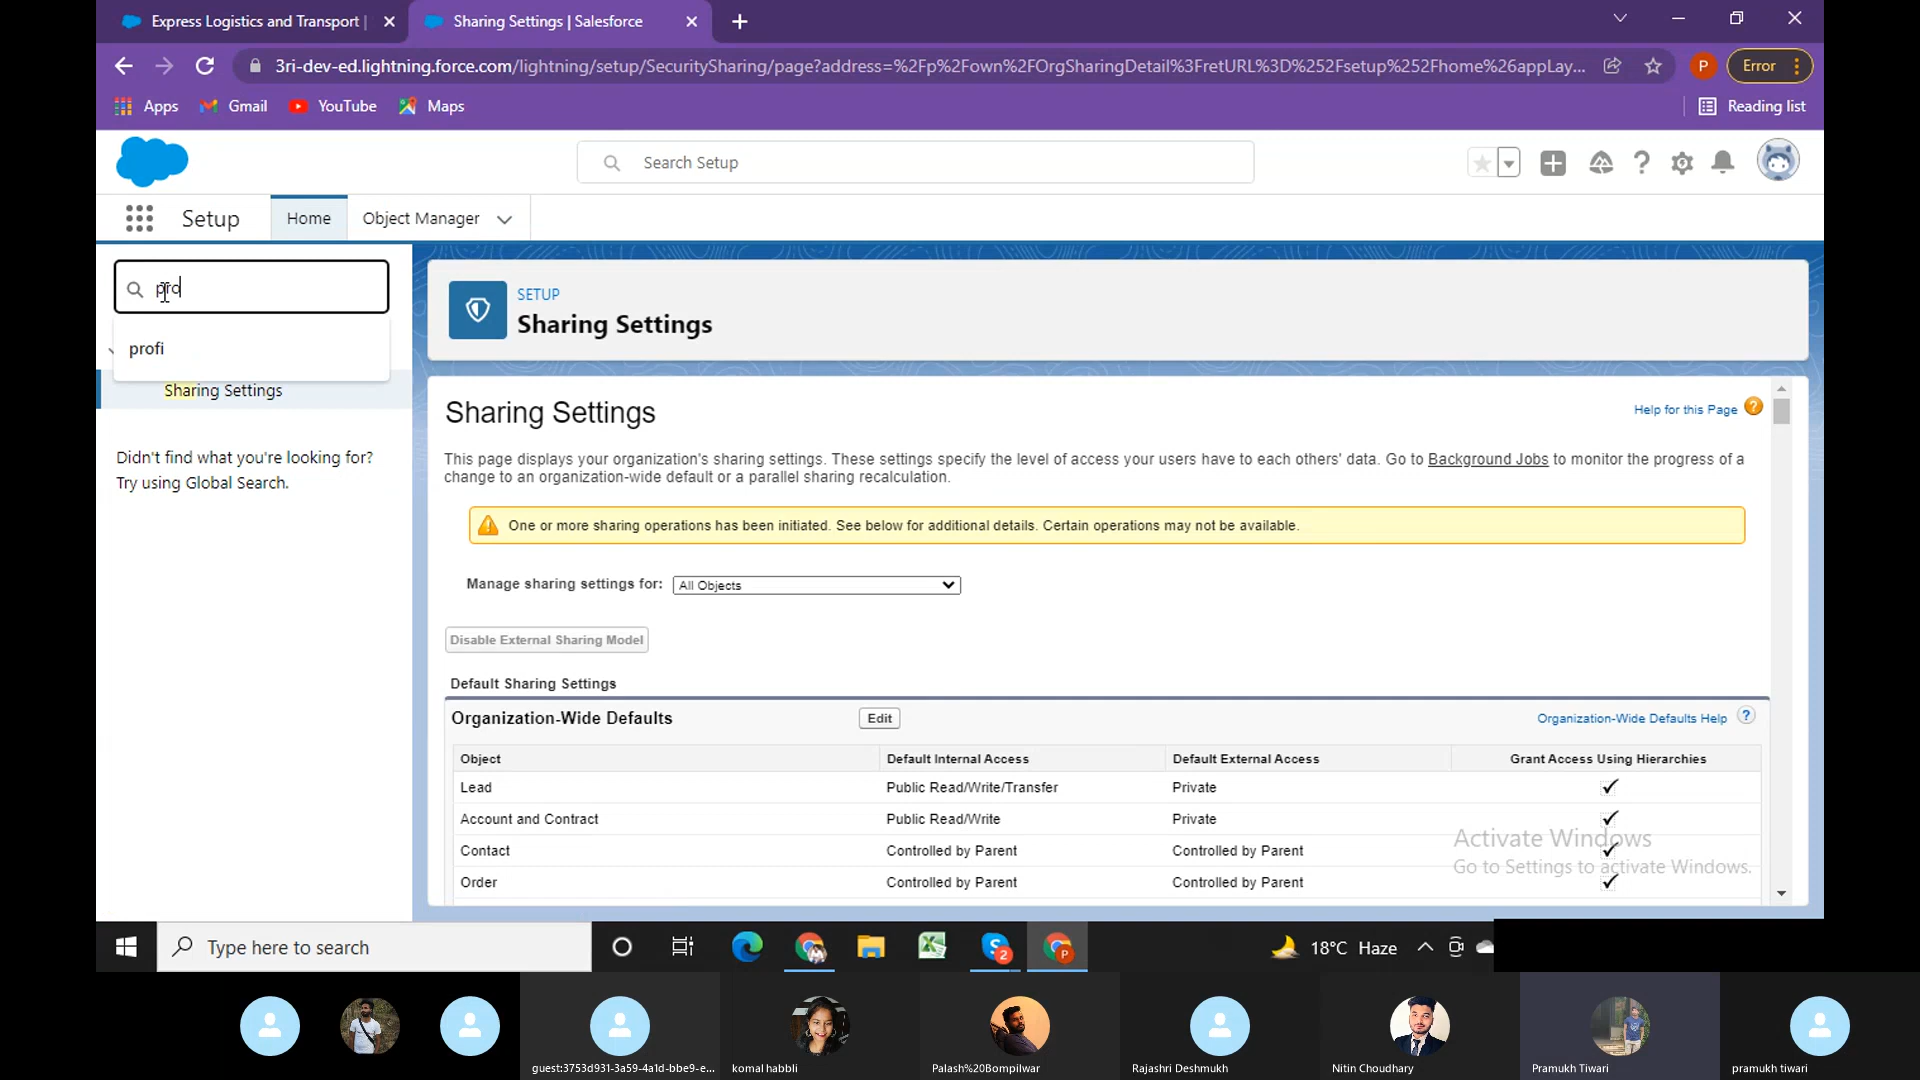 Express Logistics and Transport |
Sharing Settings | Salesforce
3ri-dev-ed.lightning.force.com/lightning/setup/SecuritySharing/page?address=%2Fp%2Fown%2FOrgSharingDetail%3FretURL%3D%252Fsetup%252Fhome%26appLay...
P
Error
Apps
Gmail
YouTube
Maps
Reading list
Search Setup
Setup
Home
Object Manager
pro
profi
Sharing Settings
Didn't find what you're looking for?
Try using Global Search.
SETUP
Sharing Settings
Sharing Settings
Help for this Page
This page displays your organization's sharing settings. These settings specify the level of access your users have to each others' data. Go to Background Jobs to monitor the progress of a
change to an organization-wide default or a parallel sharing recalculation.
One or more sharing operations has been initiated. See below for additional details. Certain operations may not be available.
Manage sharing settings for: All Objects
Disable External Sharing Model
Default Sharing Settings
Organization-Wide Defaults Edit Organization-Wide Defaults Help ?
Object Default Internal Access Default External Access Grant Access Using Hierarchies
Lead Public Read/Write/Transfer Private
Account and Contract Public Read/Write Private
Contact Controlled by Parent Controlled by Parent
Order Controlled by Parent Controlled by Parent
Activate Windows
Go to Settings to activate Windows.
Type here to search
2
P
18°C Haze
guest:3753d931-3a59-4a1d-bbe9-e...
komal habbli
Palash%20Bompilwar
Rajashri Deshmukh
Nitin Choudhary
Pramukh Tiwari
pramukh tiwari